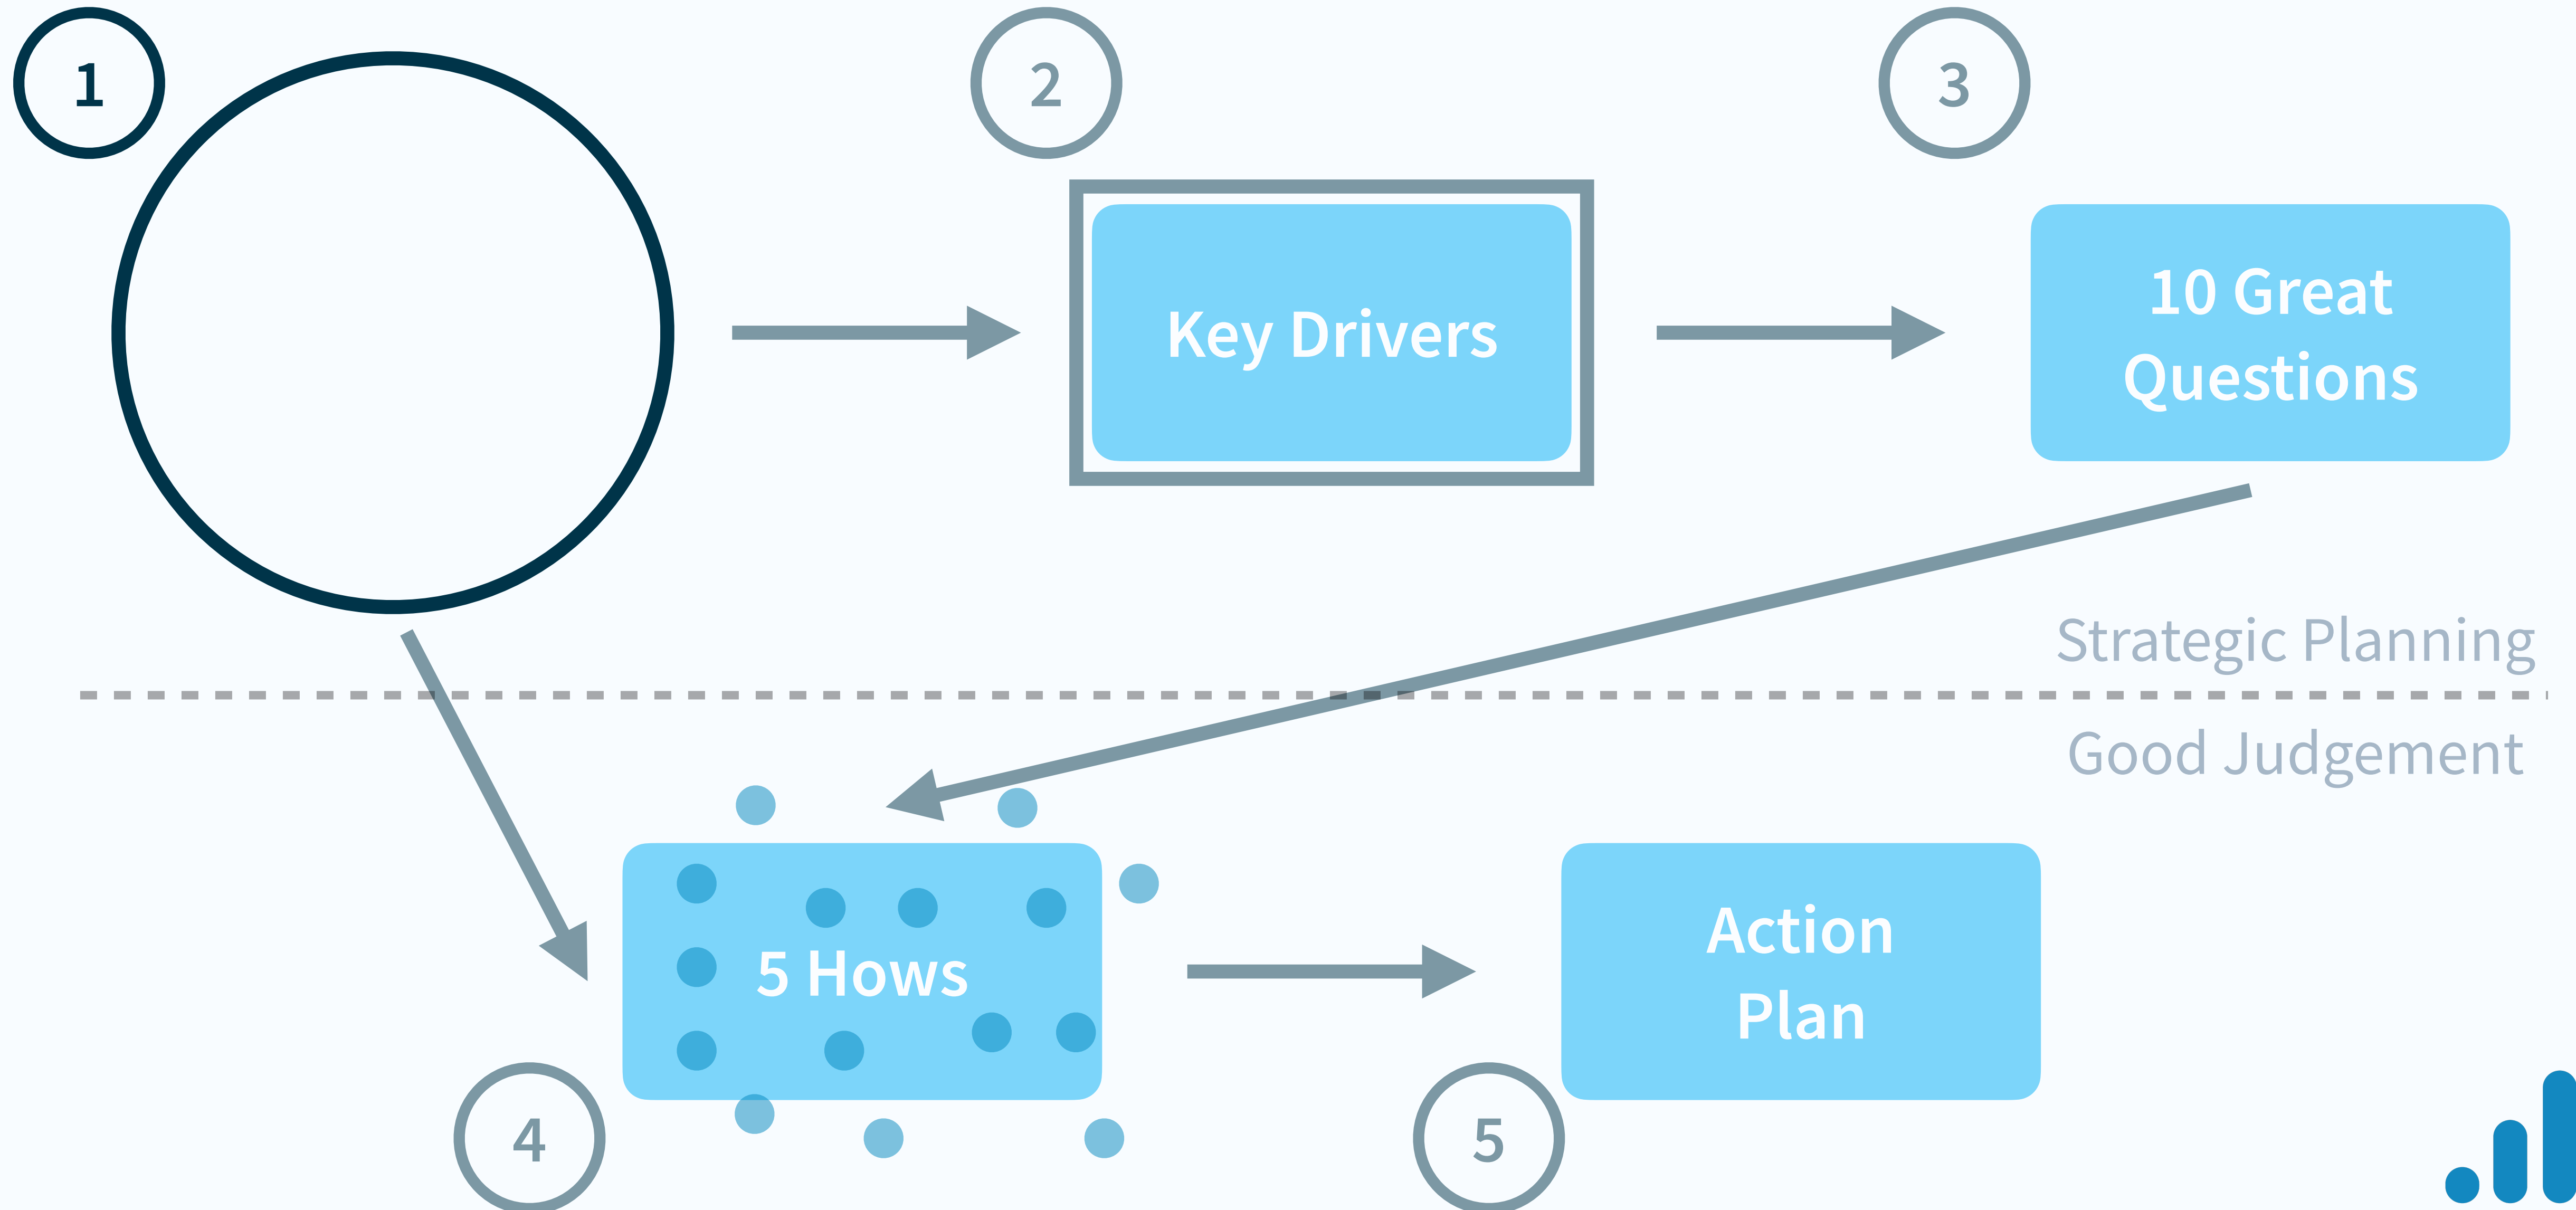 1
2
3
Key Drivers
10 Great
Questions
Strategic Planning
Good Judgement
5 Hows
Action
Plan
4
5